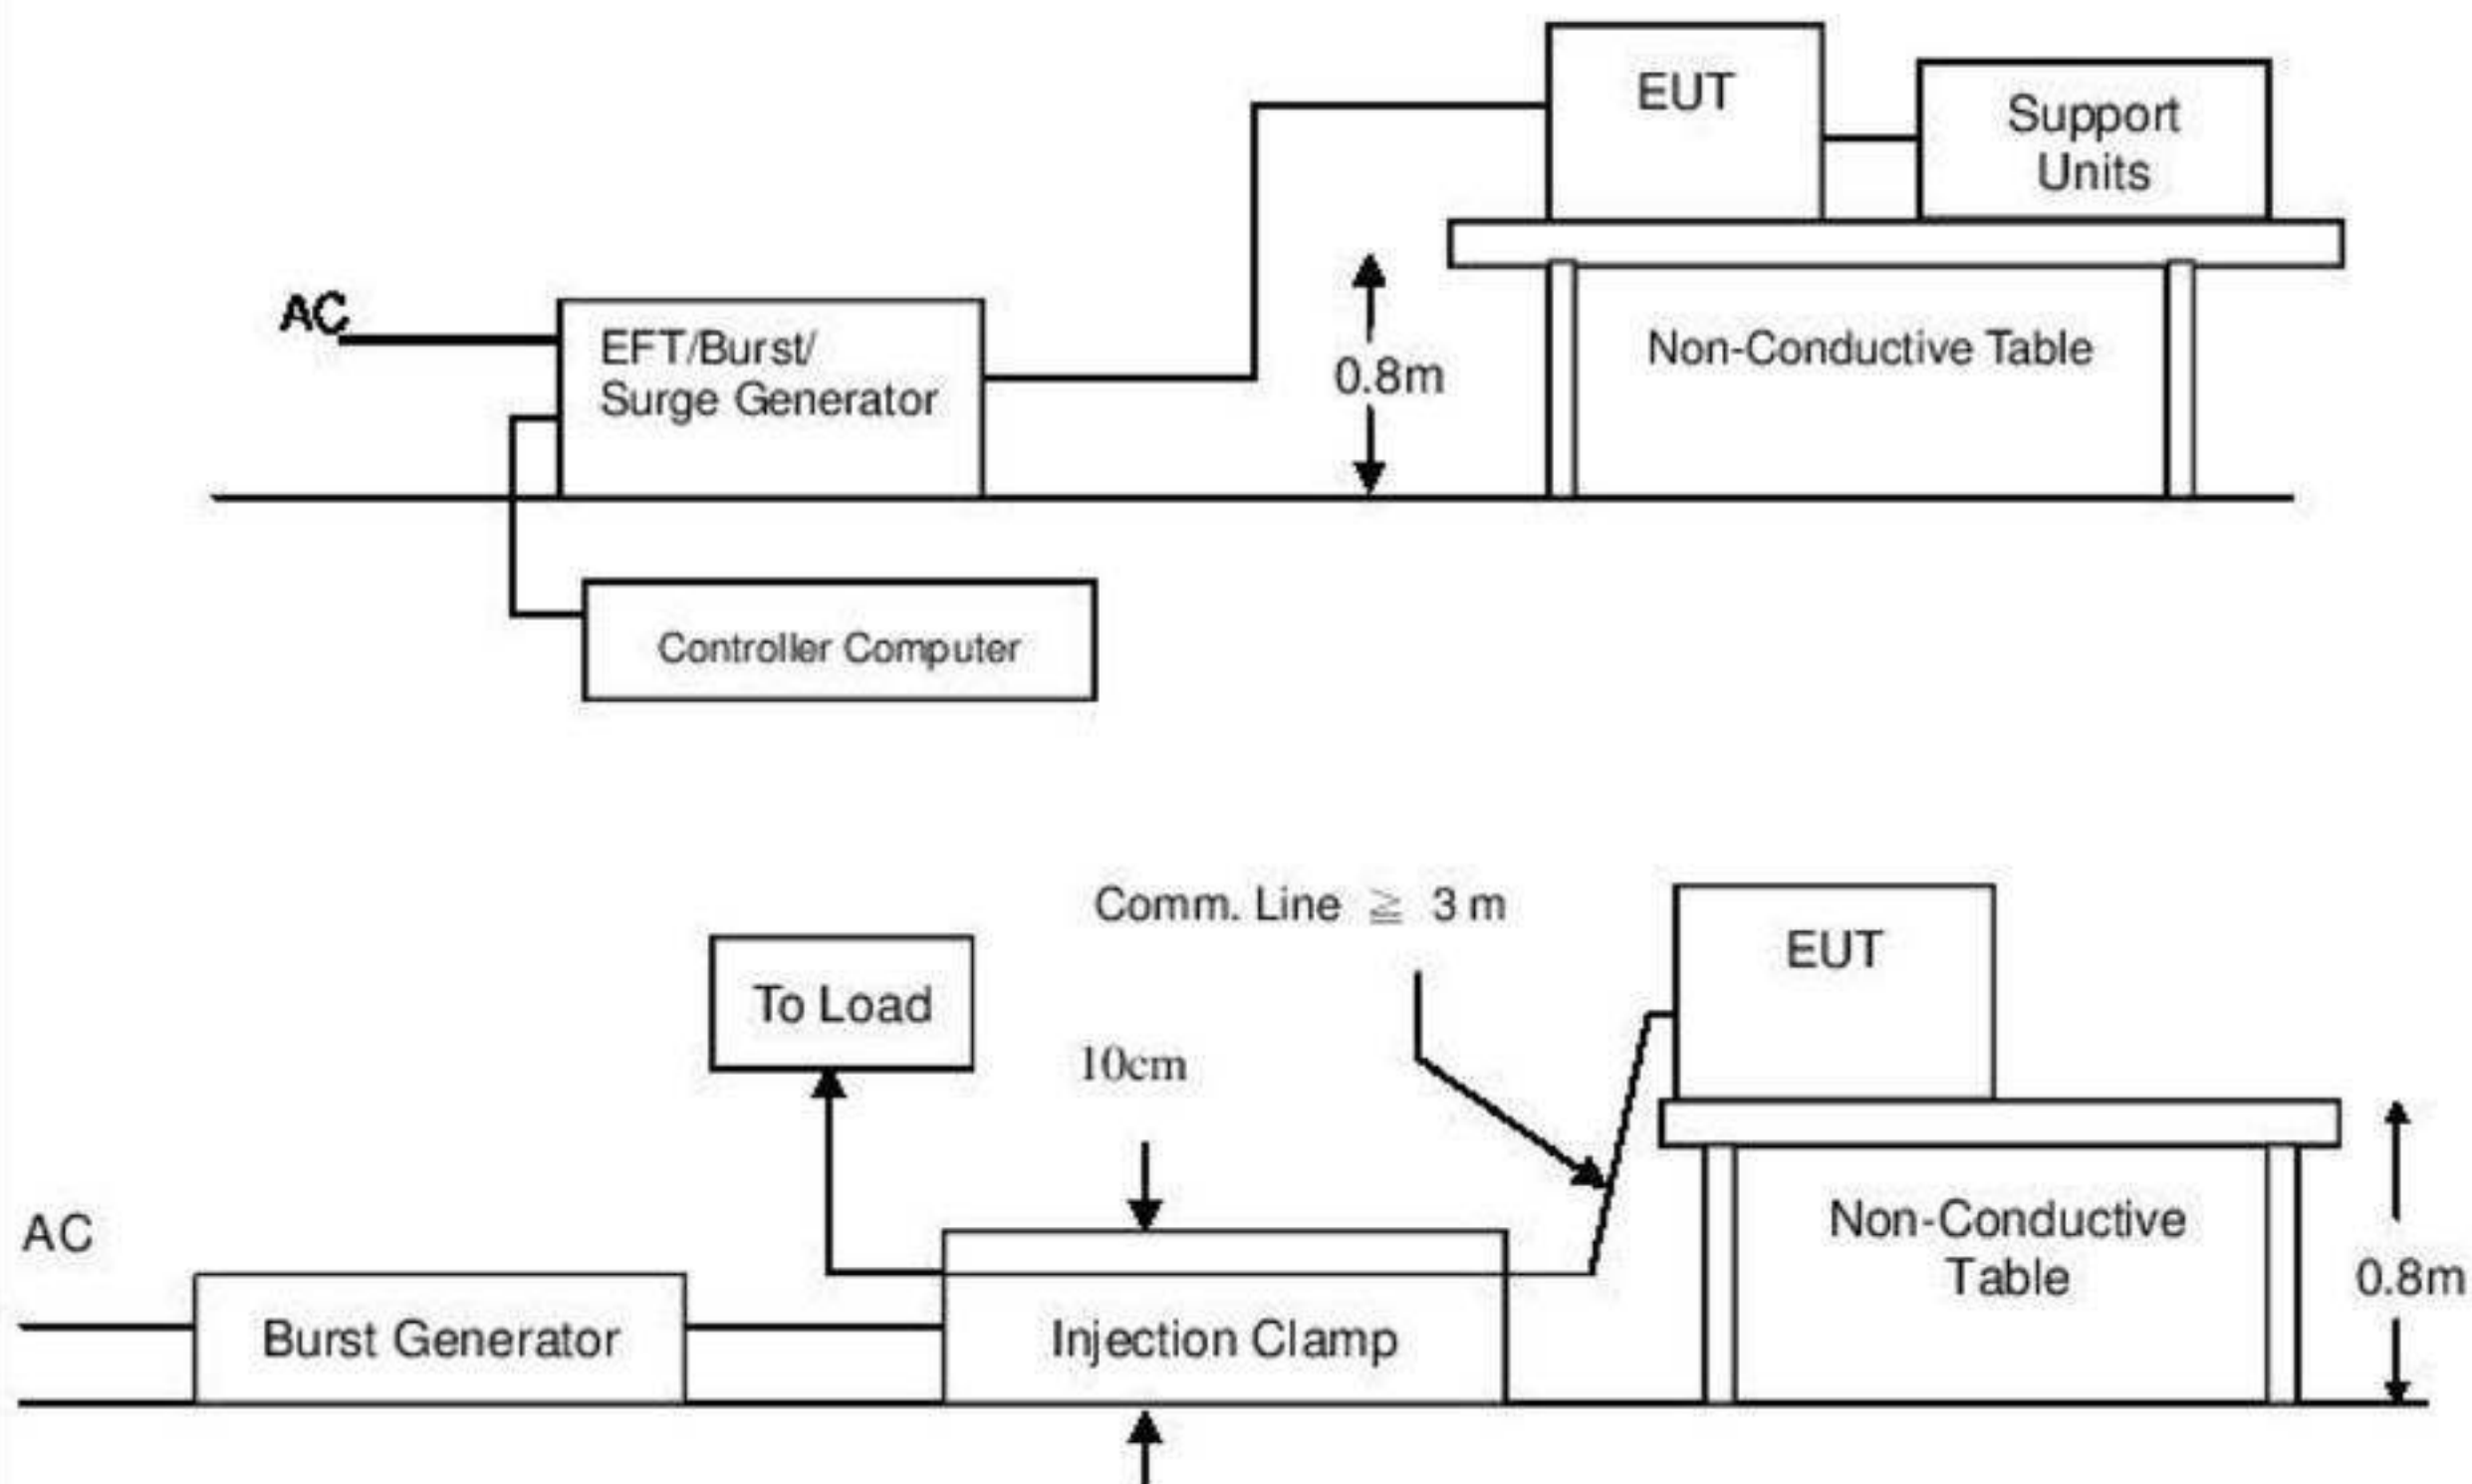 EUT
Support
Units
AC
EFT/Burst/
Surge Generator
0.8m
Non-Conductive Table
Controller Computer
Comm. Line ≧ 3 m
EUT
To Load
10cm
AC
Non-Conductive
Table
0.8m
Burst Generator
Injection Clamp